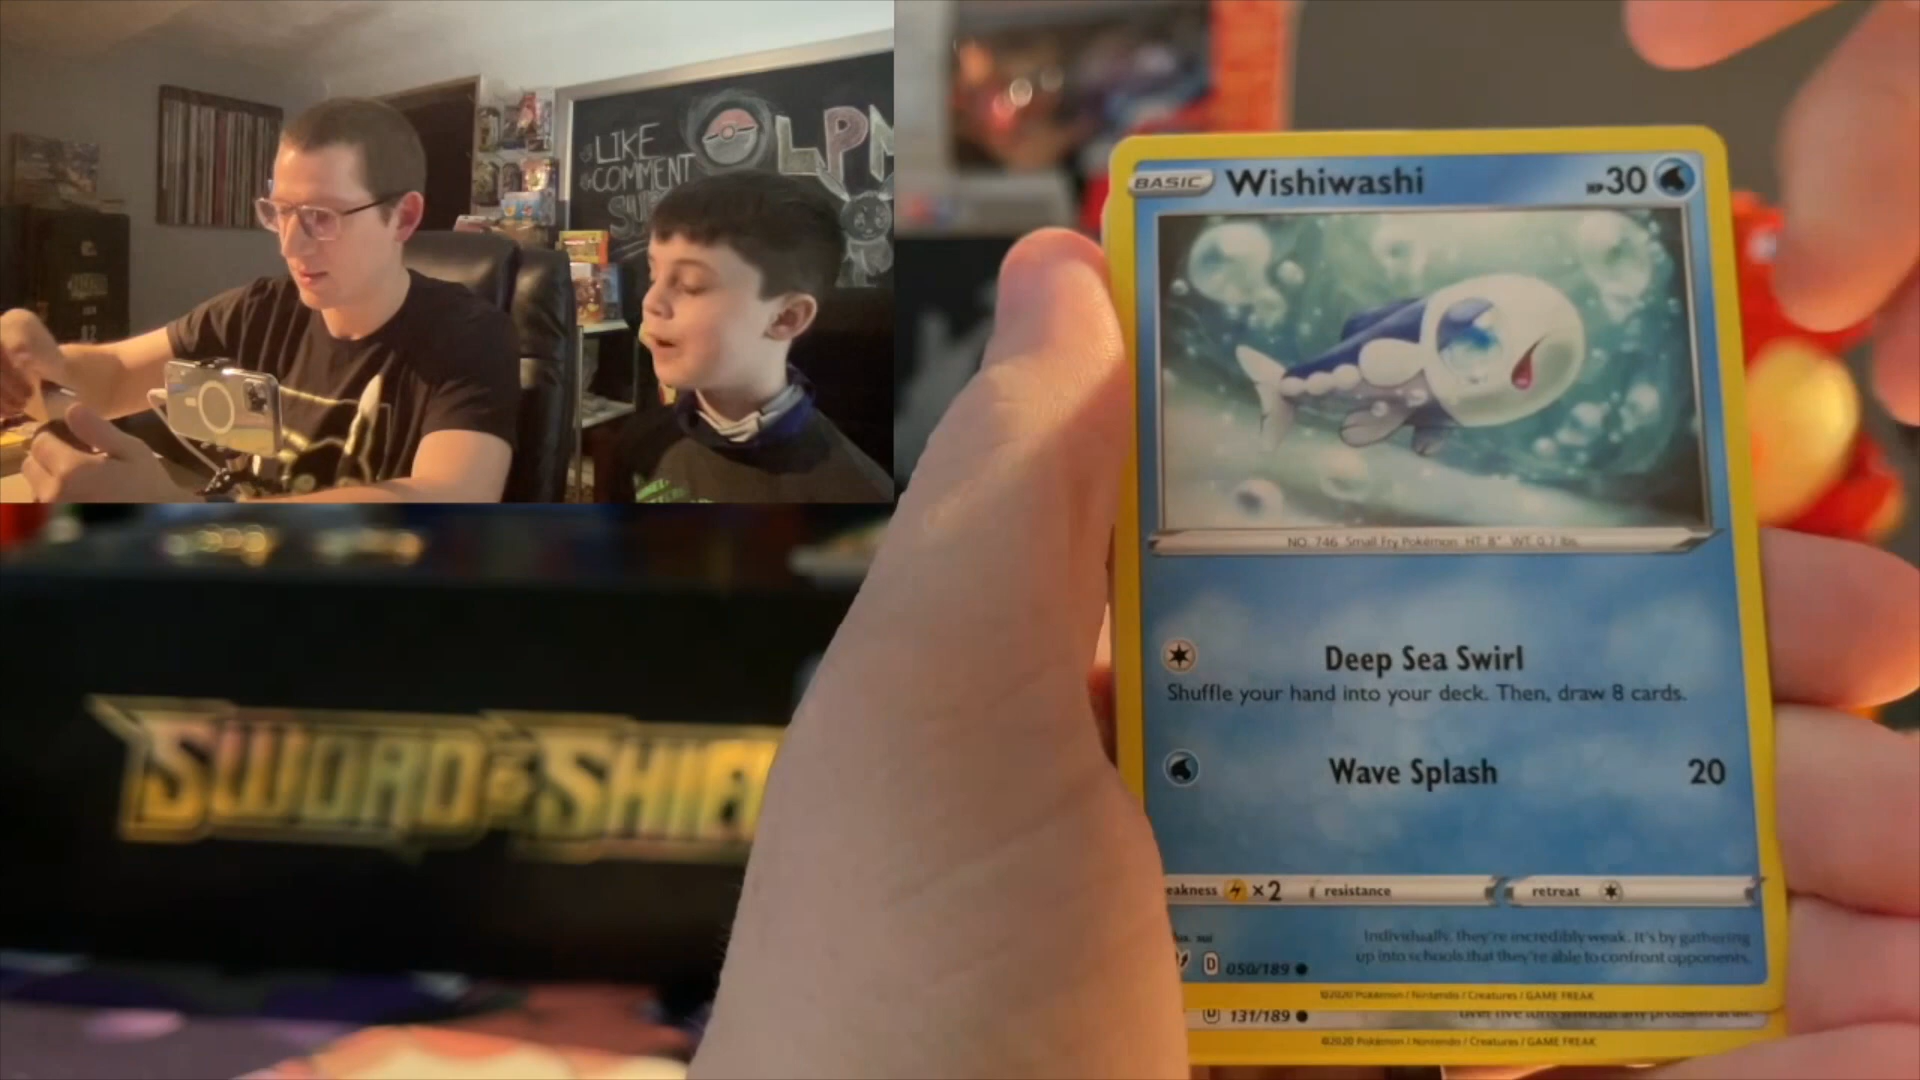 LIKE
COMMENT
LPM
SWORD & SHIE
BASIC Wishiwashi HP 30
NO. 746 Small Fry Pokémon HT: 8" WT: 0.7 lbs.
Deep Sea Swirl
Shuffle your hand into your deck. Then, draw 8 cards.
Wave Splash 20
eakness ×2 resistance retreat
Individually, they're incredibly weak. It's by gathering
up into schools that they're able to confront opponents.
D 050/189
©2020 Pokémon / Nintendo / Creatures / GAME FREAK
D 131/189
©2020 Pokémon / Nintendo / Creatures / GAME FREAK